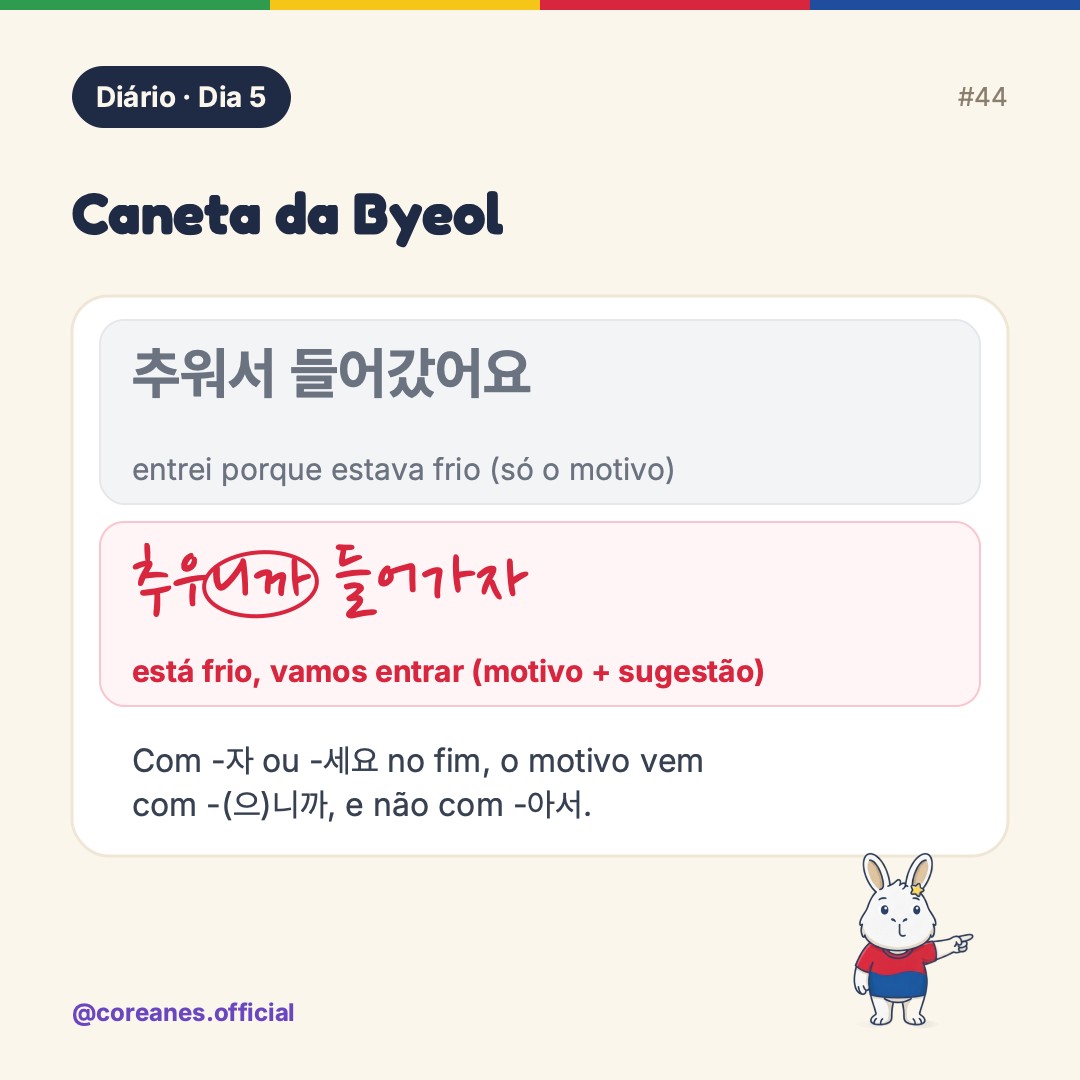 Diário · Dia 5
#44
Caneta da Byeol
추워서 들어갔어요
entrei porque estava frio (só o motivo)
추우니까 들어가자
está frio, vamos entrar (motivo + sugestão)
Com -자 ou -세요 no fim, o motivo vem
com -(으)니까, e não com -아서.
@coreanes.official